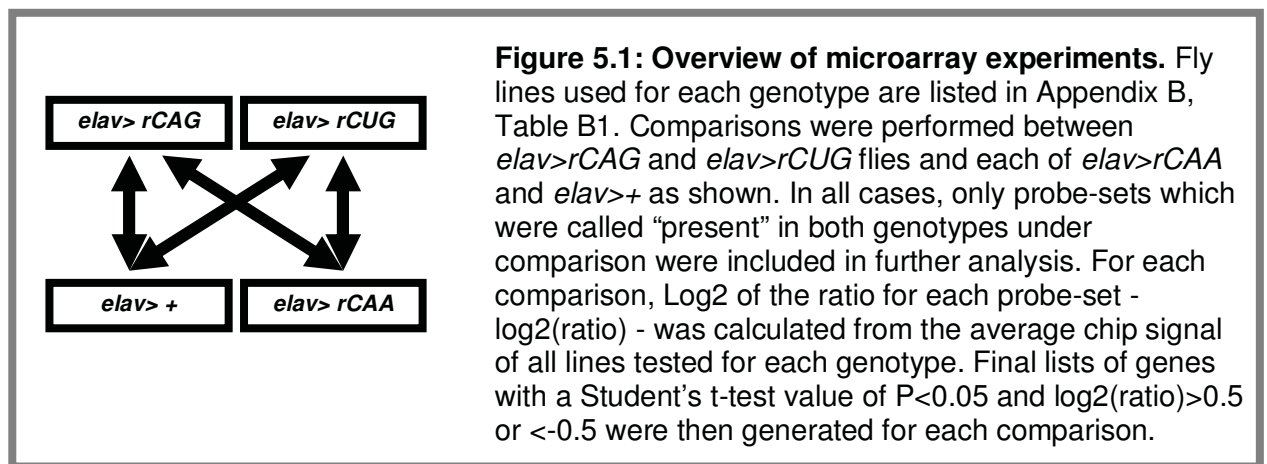 elav> rCAG
elav> rCUG
elav> +
elav> rCAA
Figure 5.1: Overview of microarray experiments. Fly
lines used for each genotype are listed in Appendix B,
Table B1. Comparisons were performed between
elav>rCAG and elav>rCUG flies and each of elav>rCAA
and elav>+ as shown. In all cases, only probe-sets which
were called “present” in both genotypes under
comparison were included in further analysis. For each
comparison, Log2 of the ratio for each probe-set -
log2(ratio) - was calculated from the average chip signal
of all lines tested for each genotype. Final lists of genes
with a Student’s t-test value of P<0.05 and log2(ratio)>0.5
or <-0.5 were then generated for each comparison.